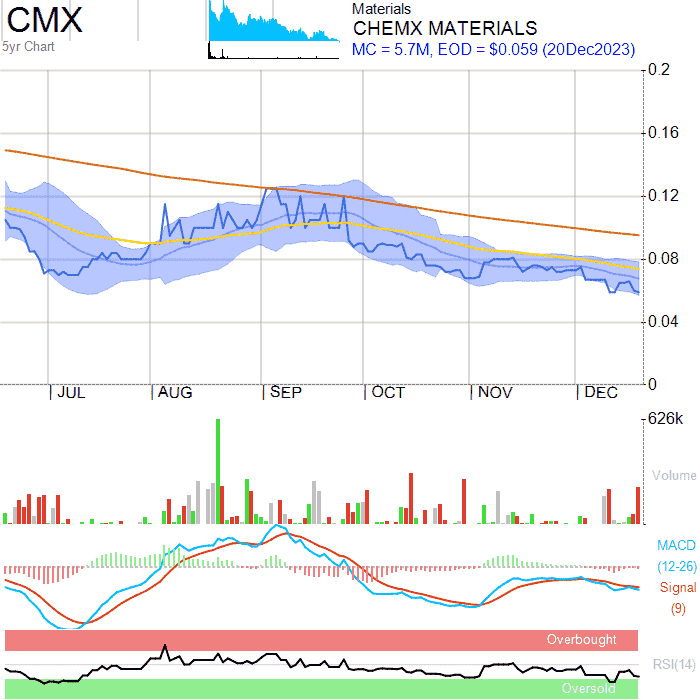 CMX
5yr Chart
Materials
CHEMX MATERIALS
MC = 5.7M, EOD = $0.059 (20Dec2023)
0.2
0.16
0.12
0.08
0.04
0
JUL AUG SEP OCT NOV DEC
626k
Volume
MACD
(12-26)
Signal
(9)
Overbought
RSI(14)
Oversold